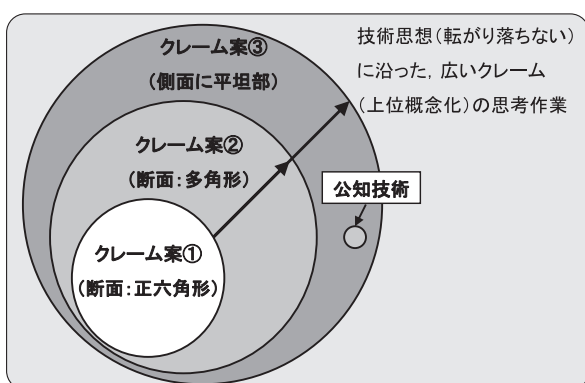 クレーム案③
(側面に平坦部)
技術思想(転がり落ちない)
に沿った，広いクレーム
(上位概念化)の思考作業
クレーム案②
(断面：多角形)
公知技術
クレーム案①
(断面：正六角形)